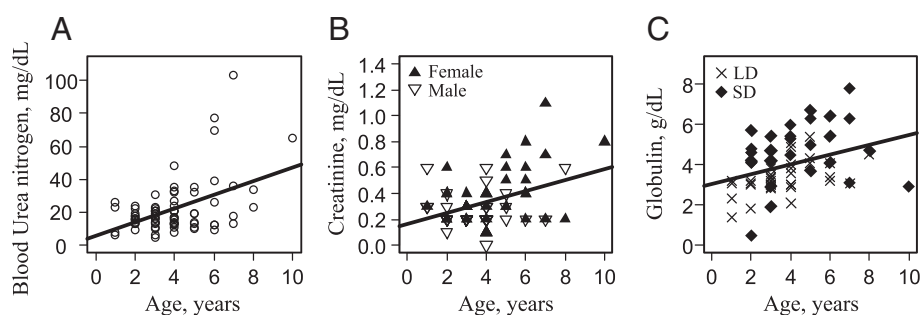 A
B
C
Blood Urea nitrogen, mg/dL
100
80
60
40
20
0
0 2 4 6 8 10
Age, years
Creatinine, mg/dL
1.4
1.2
1.0
0.8
0.6
0.4
0.2
0.0
Female
Male
0 2 4 6 8 10
Age, years
Globulin, g/dL
8
6
4
2
0
LD
SD
0 2 4 6 8 10
Age, years